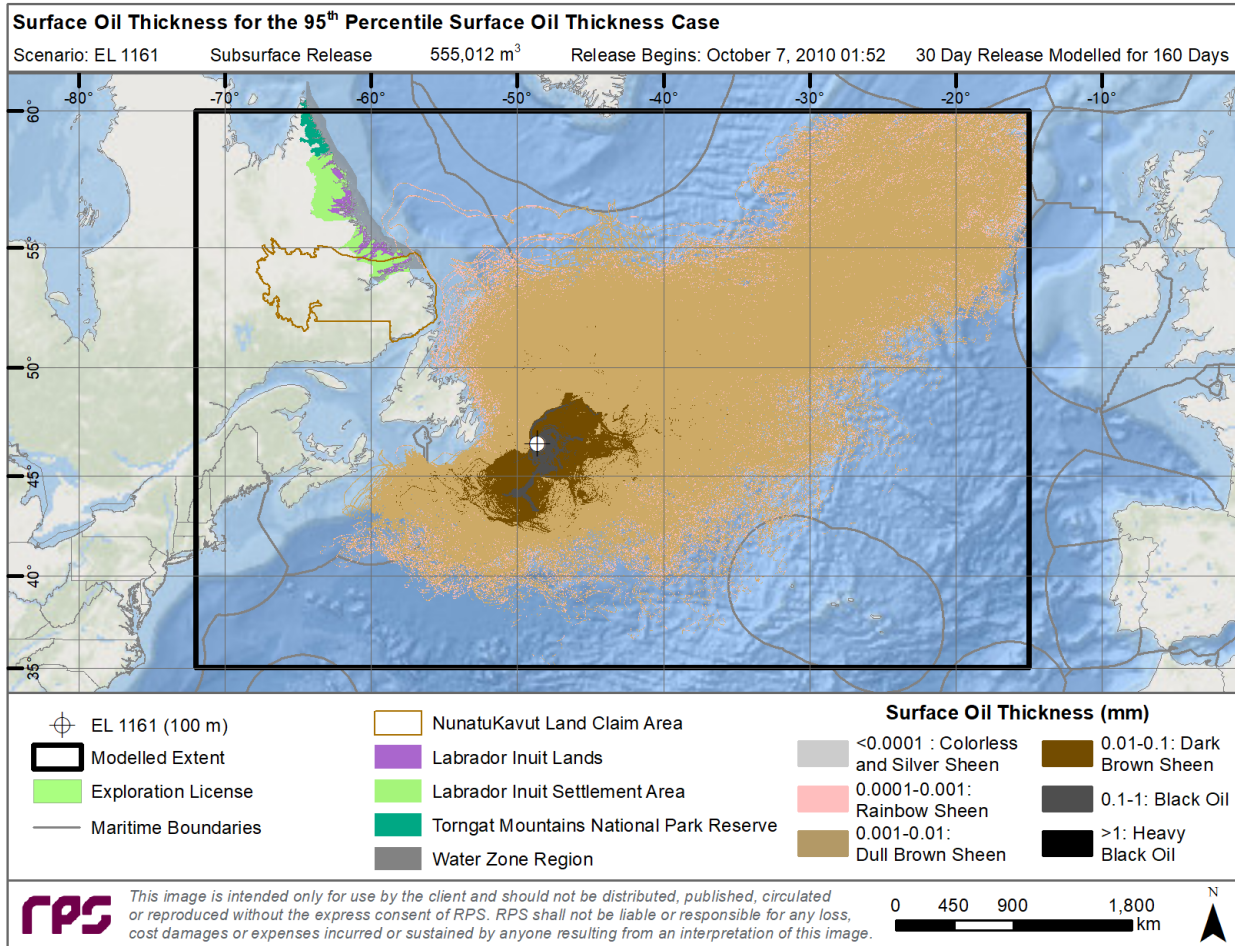 Surface Oil Thickness for the 95th Percentile Surface Oil Thickness Case
Scenario: EL 1161 Subsurface Release 555,012 m³ Release Begins: October 7, 2010 01:52 30 Day Release Modelled for 160 Days
-80° -70° -60° -50° -40° -30° -20° -10°
60°
55°
50°
45°
40°
35°
EL 1161 (100 m)
Modelled Extent
Exploration License
Maritime Boundaries
NunatuKavut Land Claim Area
Labrador Inuit Lands
Labrador Inuit Settlement Area
Torngat Mountains National Park Reserve
Water Zone Region
Surface Oil Thickness (mm)
<0.0001 : Colorless
and Silver Sheen
0.0001-0.001:
Rainbow Sheen
0.001-0.01:
Dull Brown Sheen
0.01-0.1: Dark
Brown Sheen
0.1-1: Black Oil
>1: Heavy
Black Oil
rps
This image is intended only for use by the client and should not be distributed, published, circulated
or reproduced without the express consent of RPS. RPS shall not be liable or responsible for any loss,
cost damages or expenses incurred or sustained by anyone resulting from an interpretation of this image.
0 450 900 1,800
km
N